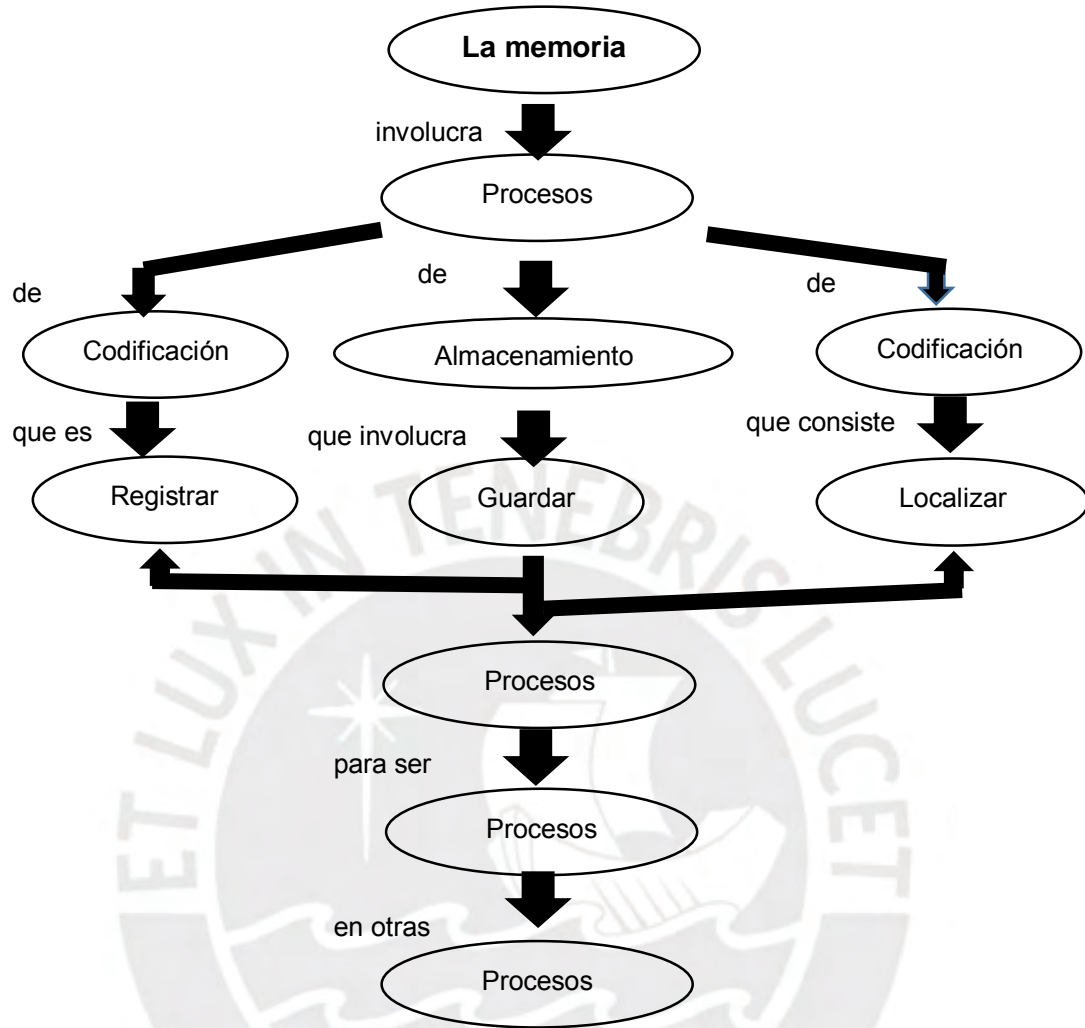 La memoria
involucra
Procesos
de
de
de
Codificación
Almacenamiento
Codificación
que es
que involucra
que consiste
Registrar
Guardar
Localizar
Procesos
para ser
Procesos
en otras
Procesos
ET LUX IN TENEBRIS LUCET